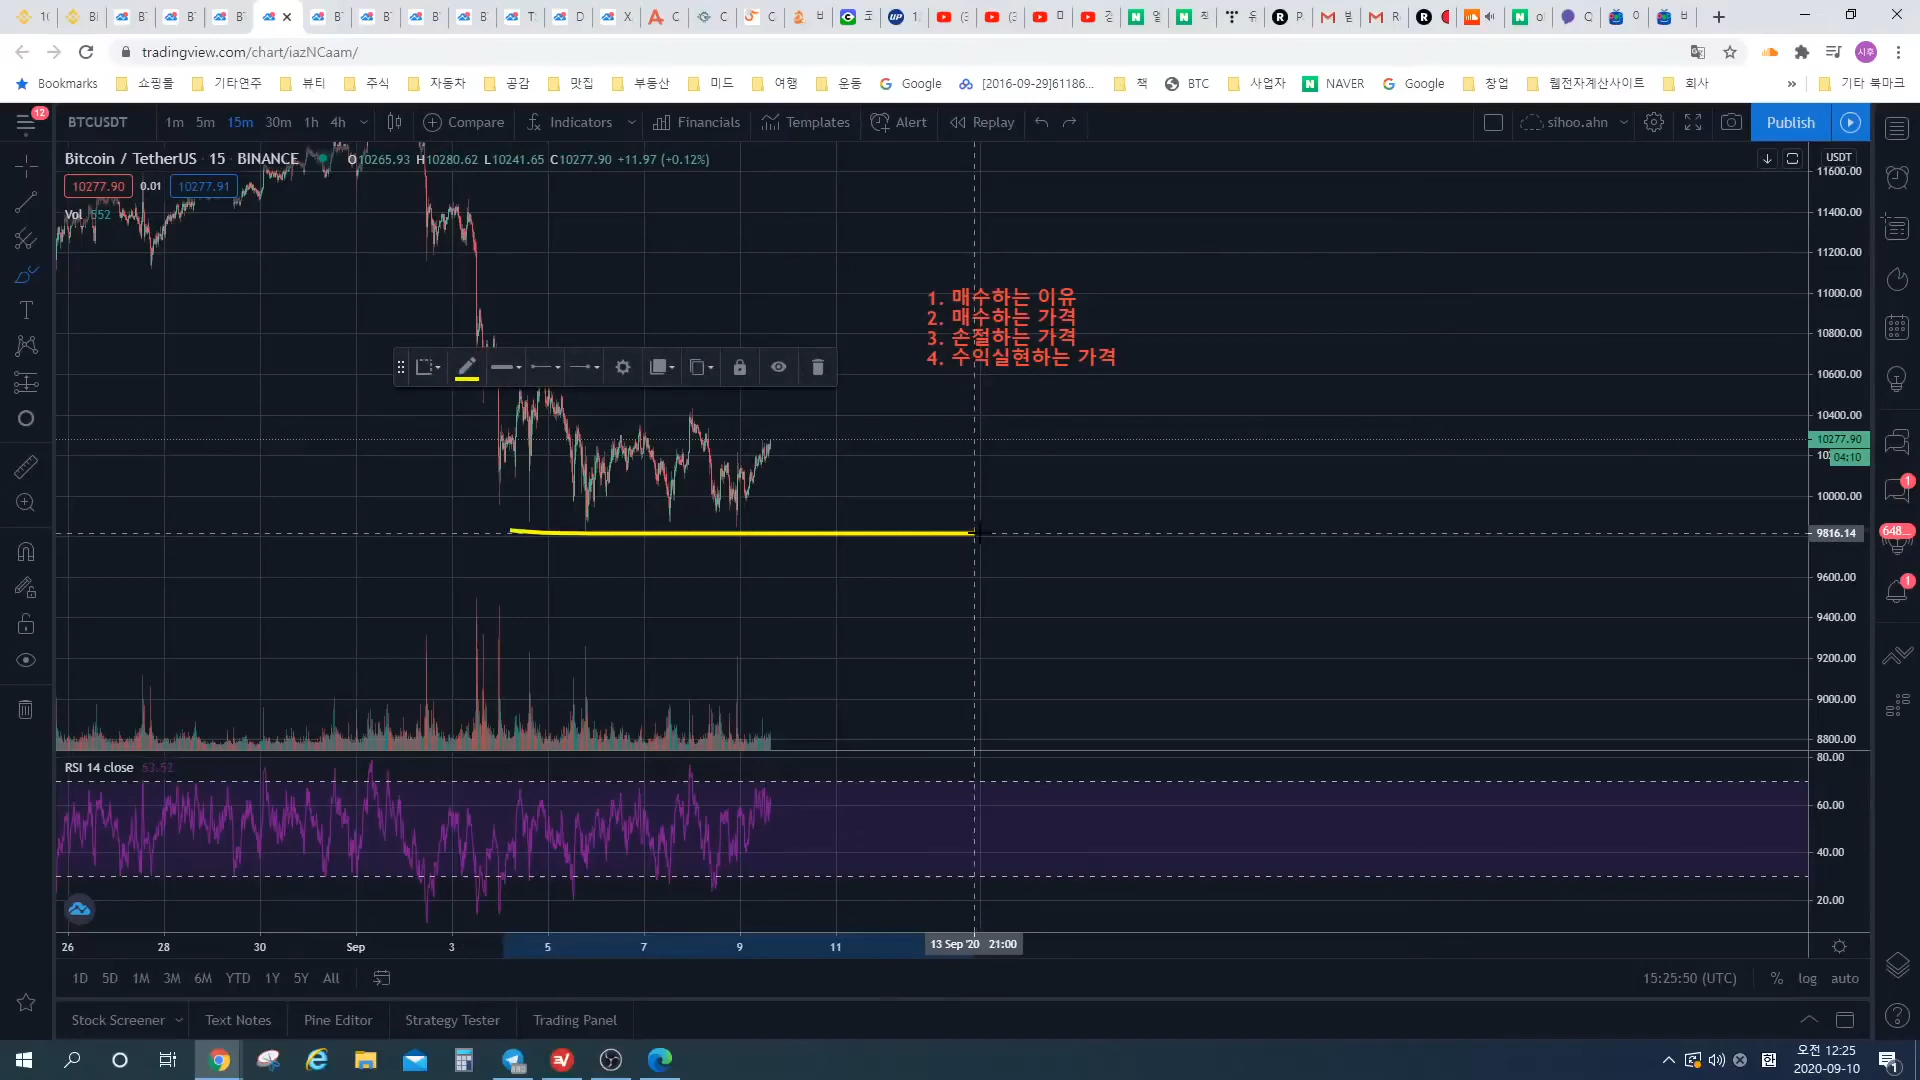 tradingview.com/chart/iazNCaam/
시후
Bookmarks 쇼핑몰 기타연주 뷰티 주식 자동차 공감 맛집 부동산 미드 여행 운동 Google [2016-09-29]61186... 책 BTC 사업자 NAVER Google 창업 웹전자계산사이트 회사 » 기타 북마크
12
BTCUSDT 1m 5m 15m 30m 1h 4h Compare Indicators Financials Templates Alert Replay sihoo.ahn Publish
Bitcoin / TetherUS 15 BINANCE O10265.93 H10280.62 L10241.65 C10277.90 +11.97 (+0.12%)
USDT
10277.90 0.01 10277.91
Vol 552
11600.00
11400.00
11200.00
11000.00
10800.00
10600.00
10400.00
10277.90
04:10
10000.00
9816.14
9600.00
9400.00
9200.00
9000.00
8800.00
1. 매수하는 이유
2. 매수하는 가격
3. 손절하는 가격
4. 수익실현하는 가격
1
648...
1
RSI 14 close 63.52
80.00
60.00
40.00
20.00
26 28 30 Sep 3 5 7 9 11 13 Sep '20 21:00
1D 5D 1M 3M 6M YTD 1Y 5Y All 15:25:50 (UTC) % log auto
Stock Screener Text Notes Pine Editor Strategy Tester Trading Panel
오전 12:25
2020-09-10
1